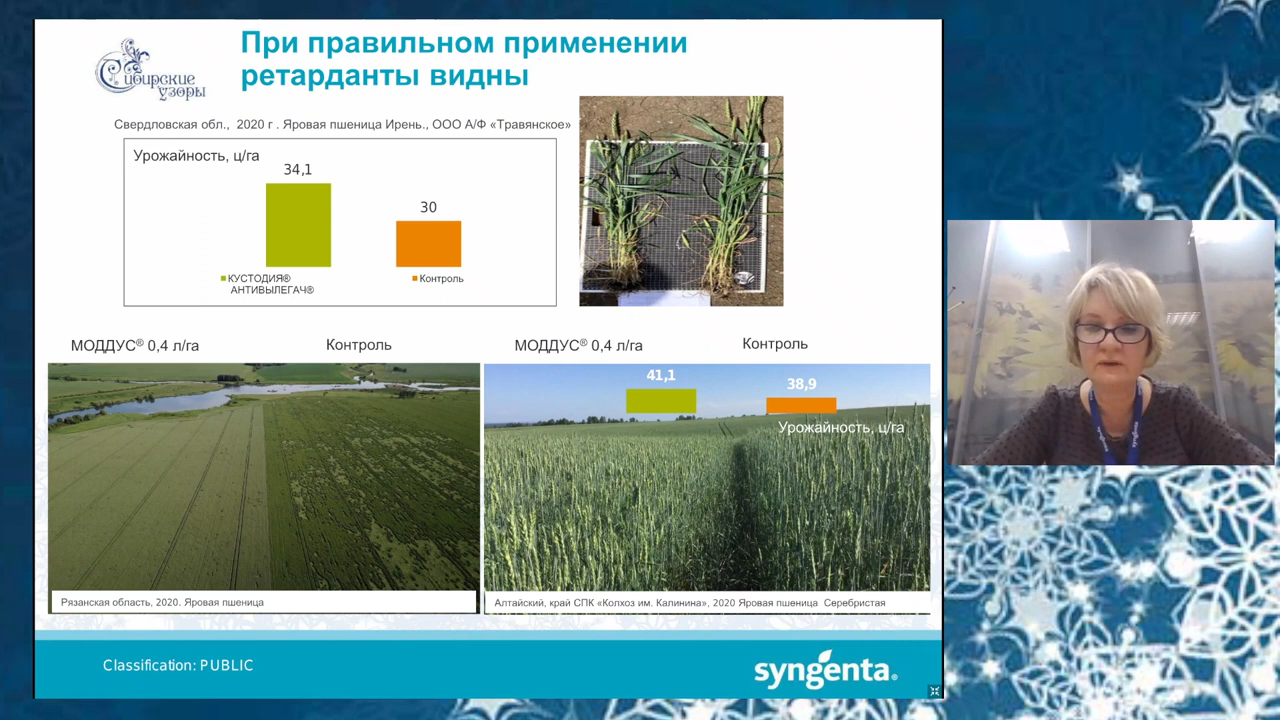 При правильном применении
ретарданты видны
Сибирские
узоры
Свердловская обл., 2020 г . Яровая пшеница Ирень., ООО А/Ф «Травянское»
Урожайность, ц/га
34,1
30
КУСТОДИЯ®
АНТИВЫЛЕГАЧ®
Контроль
МОДДУС® 0,4 л/га
Контроль
МОДДУС® 0,4 л/га
Контроль
41,1
38,9
Урожайность, ц/га
Рязанская область, 2020. Яровая пшеница
Алтайский, край СПК «Колхоз им. Калинина», 2020 Яровая пшеница Серебристая
Classification: PUBLIC
syngenta®